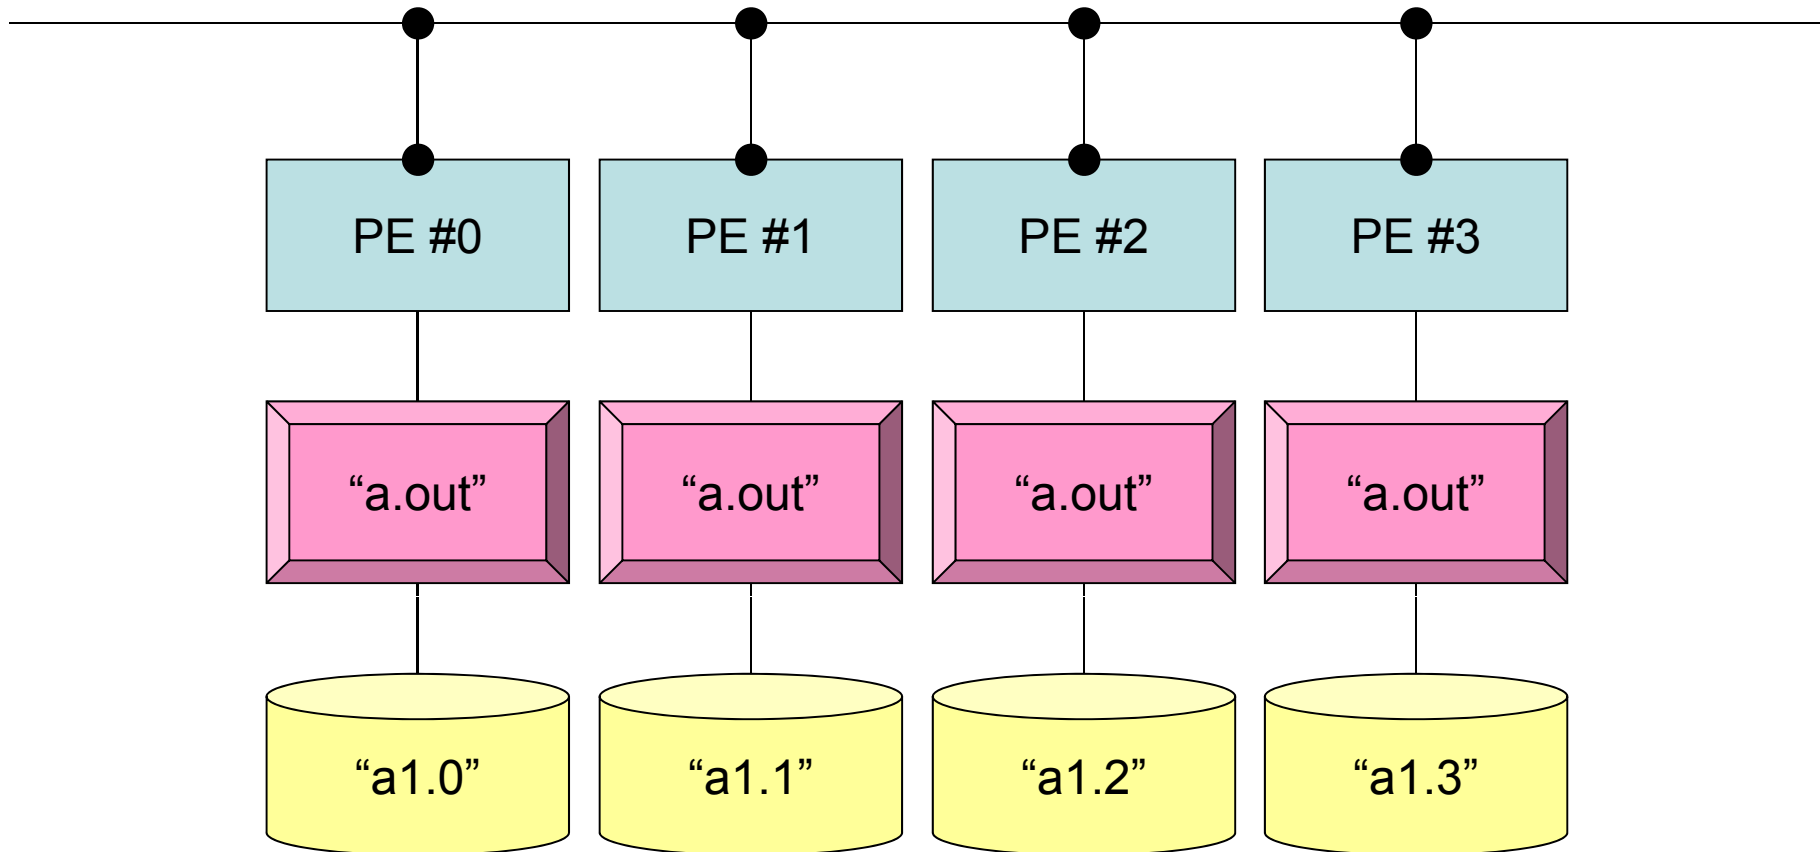 PE #0
PE #1
PE #2
PE #3
“a.out”
“a.out”
“a.out”
“a.out”
“a1.0”
“a1.1”
“a1.2”
“a1.3”